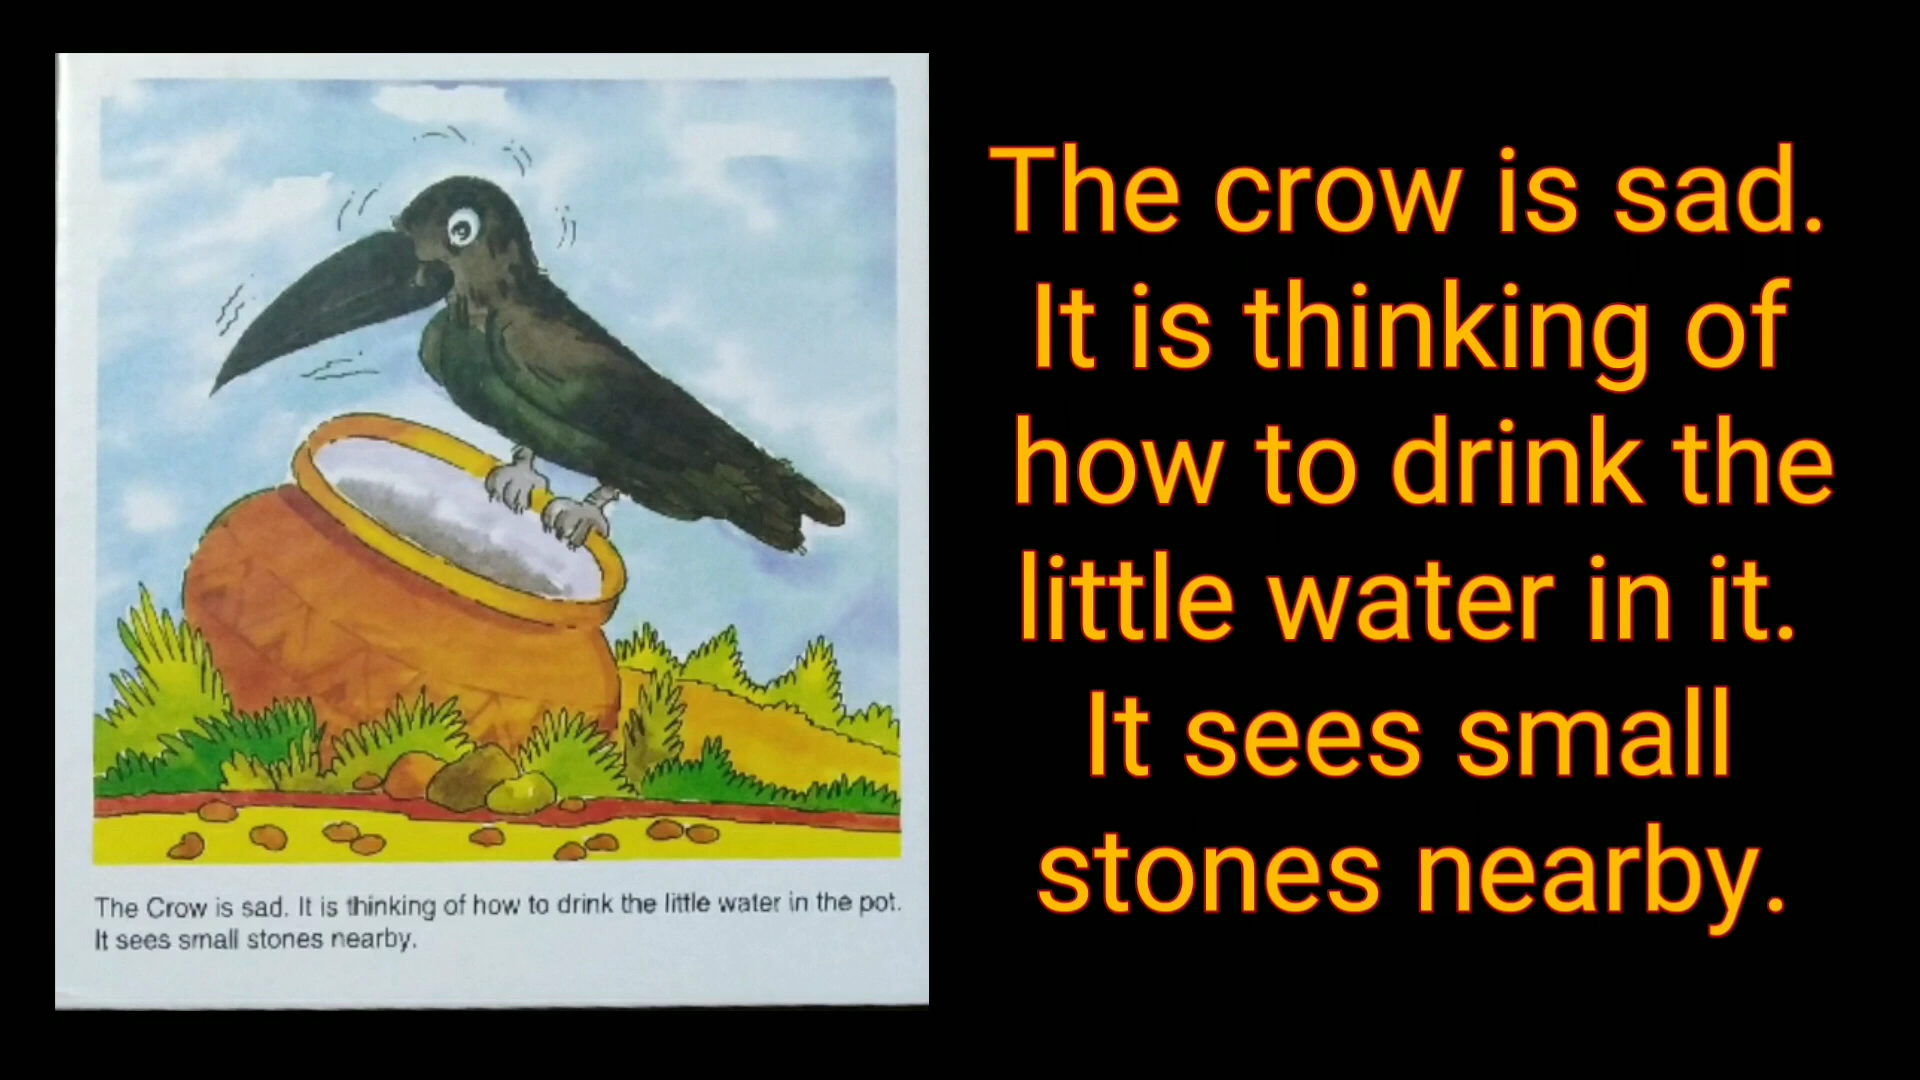 The Crow is sad. It is thinking of how to drink the little water in the pot.
It sees small stones nearby.
The crow is sad.
It is thinking of
how to drink the
little water in it.
It sees small
stones nearby.